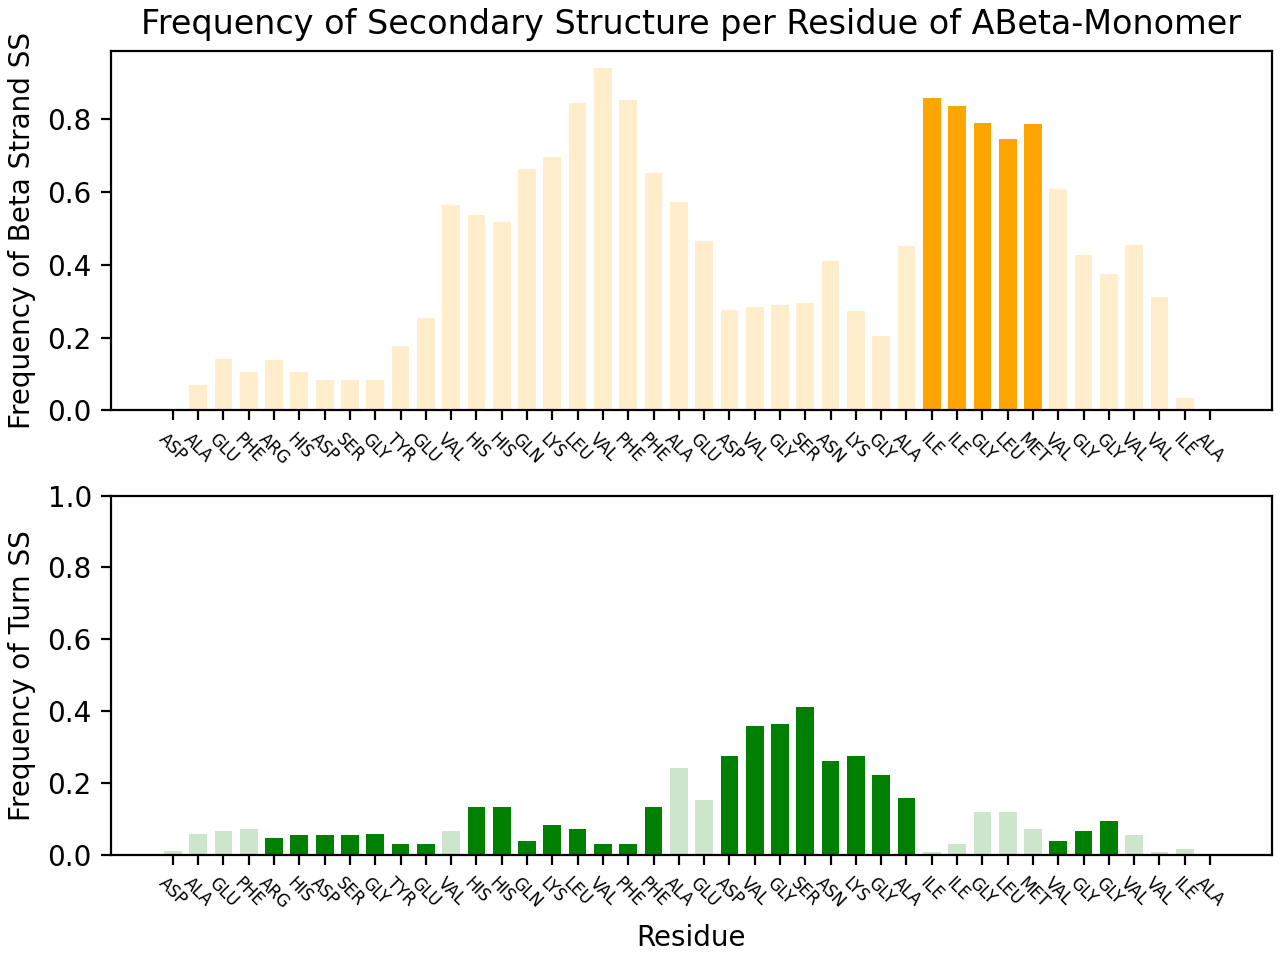 Frequency of Secondary Structure per Residue of ABeta-Monomer
Frequency of Beta Strand SS
0.8
0.6
0.4
0.2
0.0
ASP ALA GLU PHE ARG HIS ASP SER GLY TYR GLU VAL HIS HIS GLN LYS LEU VAL PHE PHE ALA GLU ASP VAL GLY SER ASN LYS GLY ALA ILE ILE GLY LEU MET VAL GLY GLY VAL VAL ILE ALA
Frequency of Turn SS
1.0
0.8
0.6
0.4
0.2
0.0
ASP ALA GLU PHE ARG HIS ASP SER GLY TYR GLU VAL HIS HIS GLN LYS LEU VAL PHE PHE ALA GLU ASP VAL GLY SER ASN LYS GLY ALA ILE ILE GLY LEU MET VAL GLY GLY VAL VAL ILE ALA
Residue